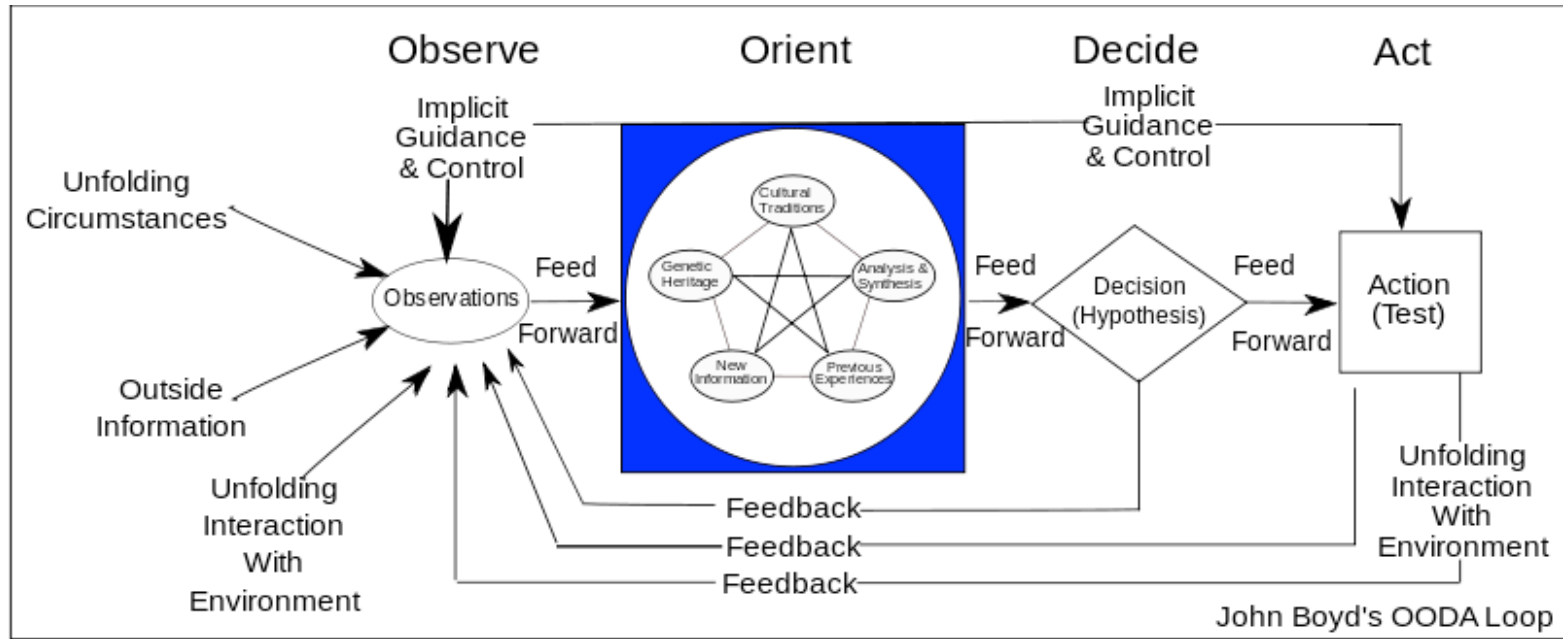 Observe
Orient
Decide
Act
Implicit
Guidance
& Control
Implicit
Guidance
& Control
Unfolding
Circumstances
Outside
Information
Unfolding
Interaction
With
Environment
Observations
Feed
Forward
Cultural
Traditions
Genetic
Heritage
Analysis &
Synthesis
New
Information
Previous
Experiences
Feed
Forward
Decision
(Hypothesis)
Feed
Forward
Action
(Test)
Unfolding
Interaction
With
Environment
Feedback
Feedback
Feedback
John Boyd's OODA Loop